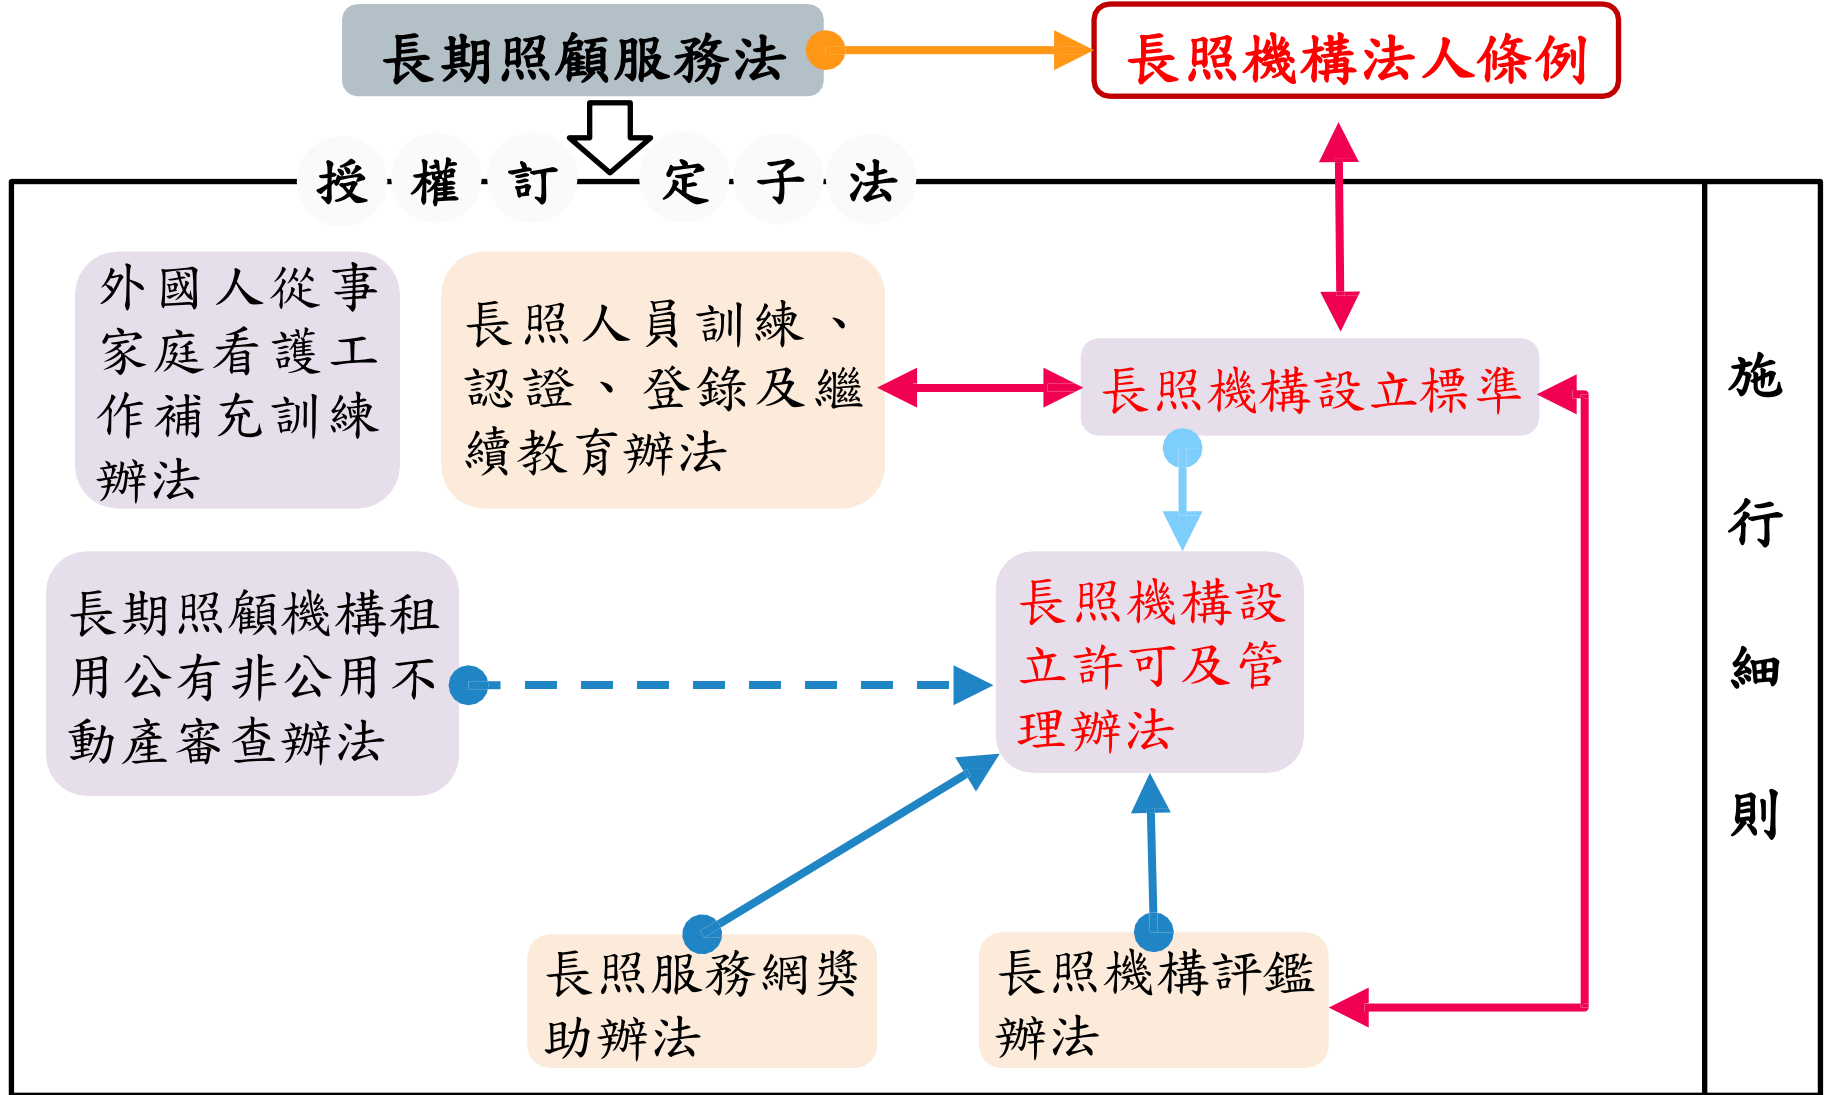 長期照顧服務法
長照機構法人條例
授權訂定子法
外國人從事
家庭看護工
作補充訓練
辦法
長照人員訓練、
認證、登錄及繼
續教育辦法
長照機構設立標準
長期照顧機構租
用公有非公用不
動產審查辦法
長照機構設
立許可及管
理辦法
長照服務網獎
助辦法
長照機構評鑑
辦法
施行細則